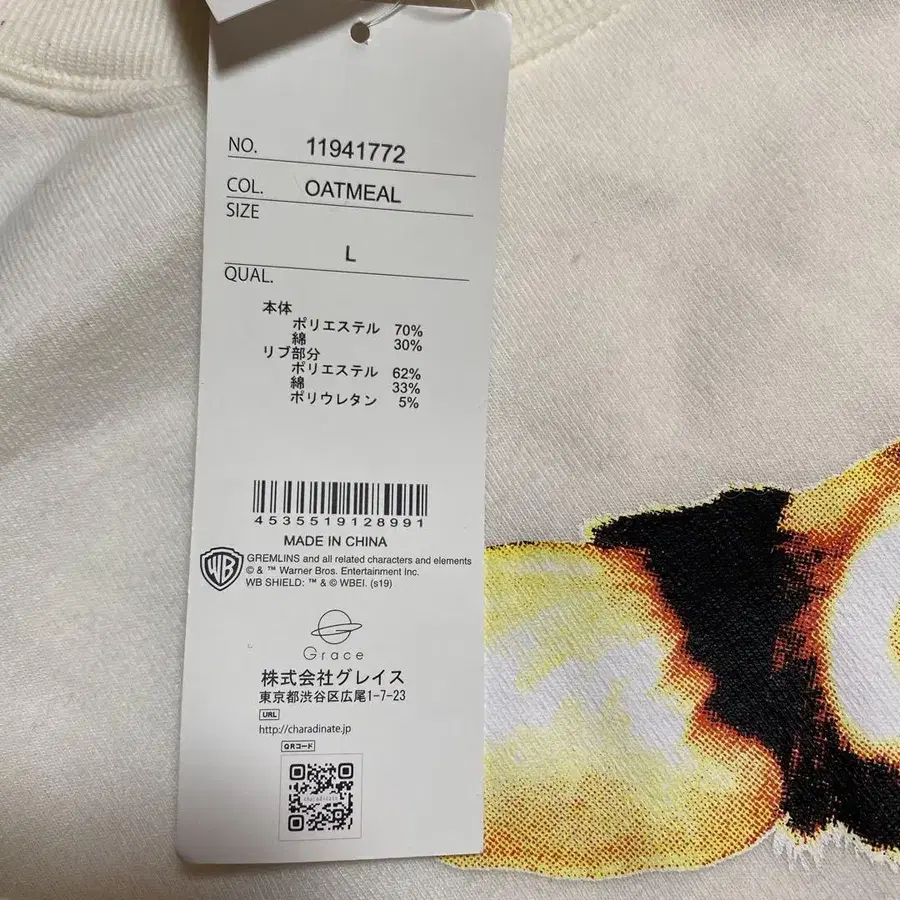 NO. 11941772
COL. OATMEAL
SIZE
L
QUAL.
本体
ポリエステル 70%
綿 30%
リブ部分
ポリエステル 62%
綿 33%
ポリウレタン 5%
4535519128991
MADE IN CHINA
WB
GREMLINS and all related characters and elements
© & ™ Warner Bros. Entertainment Inc.
WB SHIELD: ™ & © WBEI. (s19)
Grace
株式会社グレイス
東京都渋谷区広尾1-7-23
URL
http://charadinate.jp
QRコード
charadinate